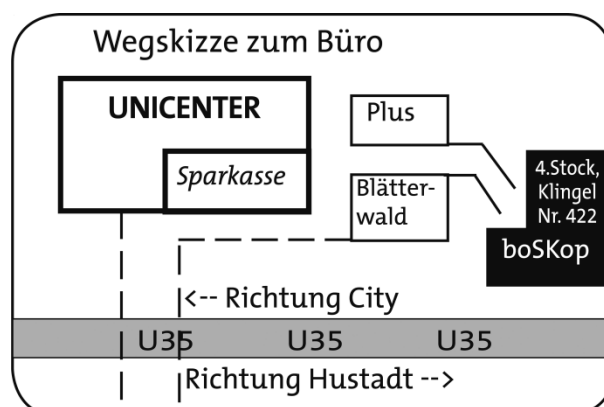 Wegskizze zum Büro
UNICENTER
Sparkasse
Plus
Blätter-
wald
4.Stock,
Klingel
Nr. 422
boSKop
<-- Richtung City
U35 U35 U35
Richtung Hustadt -->